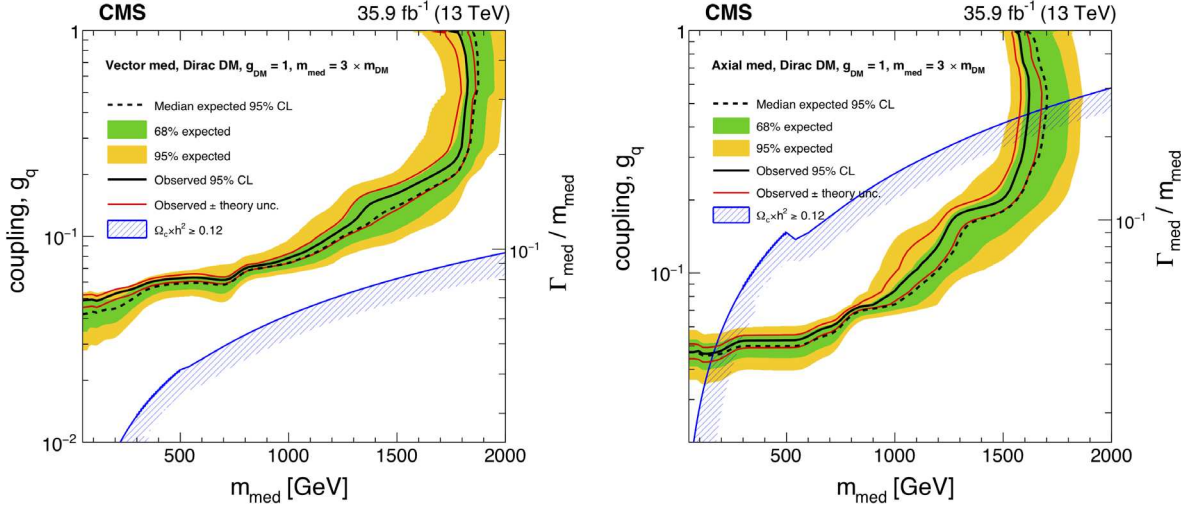 CMS 35.9 fb⁻¹ (13 TeV)
Vector med, Dirac DM, g_DM = 1, m_med = 3 × m_DM
Median expected 95% CL
68% expected
95% expected
Observed 95% CL
Observed ± theory unc.
Ω_c×h² ≥ 0.12
coupling, g_q
1
10⁻¹
10⁻²
10⁻¹
Γ_med / m_med
500 1000 1500 2000
m_med [GeV]
CMS 35.9 fb⁻¹ (13 TeV)
Axial med, Dirac DM, g_DM = 1, m_med = 3 × m_DM
Median expected 95% CL
68% expected
95% expected
Observed 95% CL
Observed ± theory unc.
Ω_c×h² ≥ 0.12
coupling, g_q
1
10⁻¹
10⁻¹
Γ_med / m_med
500 1000 1500 2000
m_med [GeV]